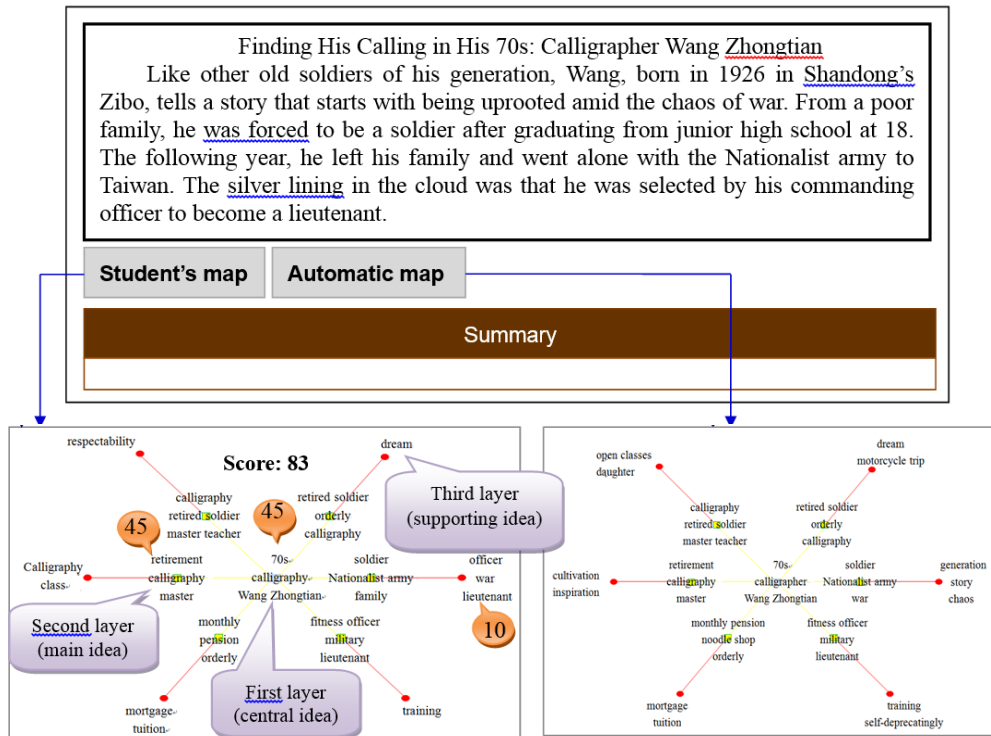 Finding His Calling in His 70s: Calligrapher Wang Zhongtian
Like other old soldiers of his generation, Wang, born in 1926 in Shandong's
Zibo, tells a story that starts with being uprooted amid the chaos of war. From a poor
family, he was forced to be a soldier after graduating from junior high school at 18.
The following year, he left his family and went alone with the Nationalist army to
Taiwan. The silver lining in the cloud was that he was selected by his commanding
officer to become a lieutenant.
Student's map
Automatic map
Summary
respectability
Score: 83
dream
Third layer
(supporting idea)
calligraphy
retired soldier
master teacher
retired soldier
orderly
calligraphy
45
45
retirement
calligraphy
master
70s
calligraphy
Wang Zhongtian
soldier
Nationalist army
family
officer
war
lieutenant
10
Calligraphy
class
Second layer
(main idea)
monthly
pension
orderly
First layer
(central idea)
fitness officer
military
lieutenant
mortgage
tuition
training
open classes
daughter
dream
motorcycle trip
calligraphy
retired soldier
master teacher
retired soldier
orderly
calligraphy
cultivation
inspiration
retirement
calligraphy
master
70s
calligrapher
Wang Zhongtian
soldier
Nationalist army
war
generation
story
chaos
monthly pension
noodle shop
orderly
fitness officer
military
lieutenant
mortgage
tuition
training
self-deprecatingly